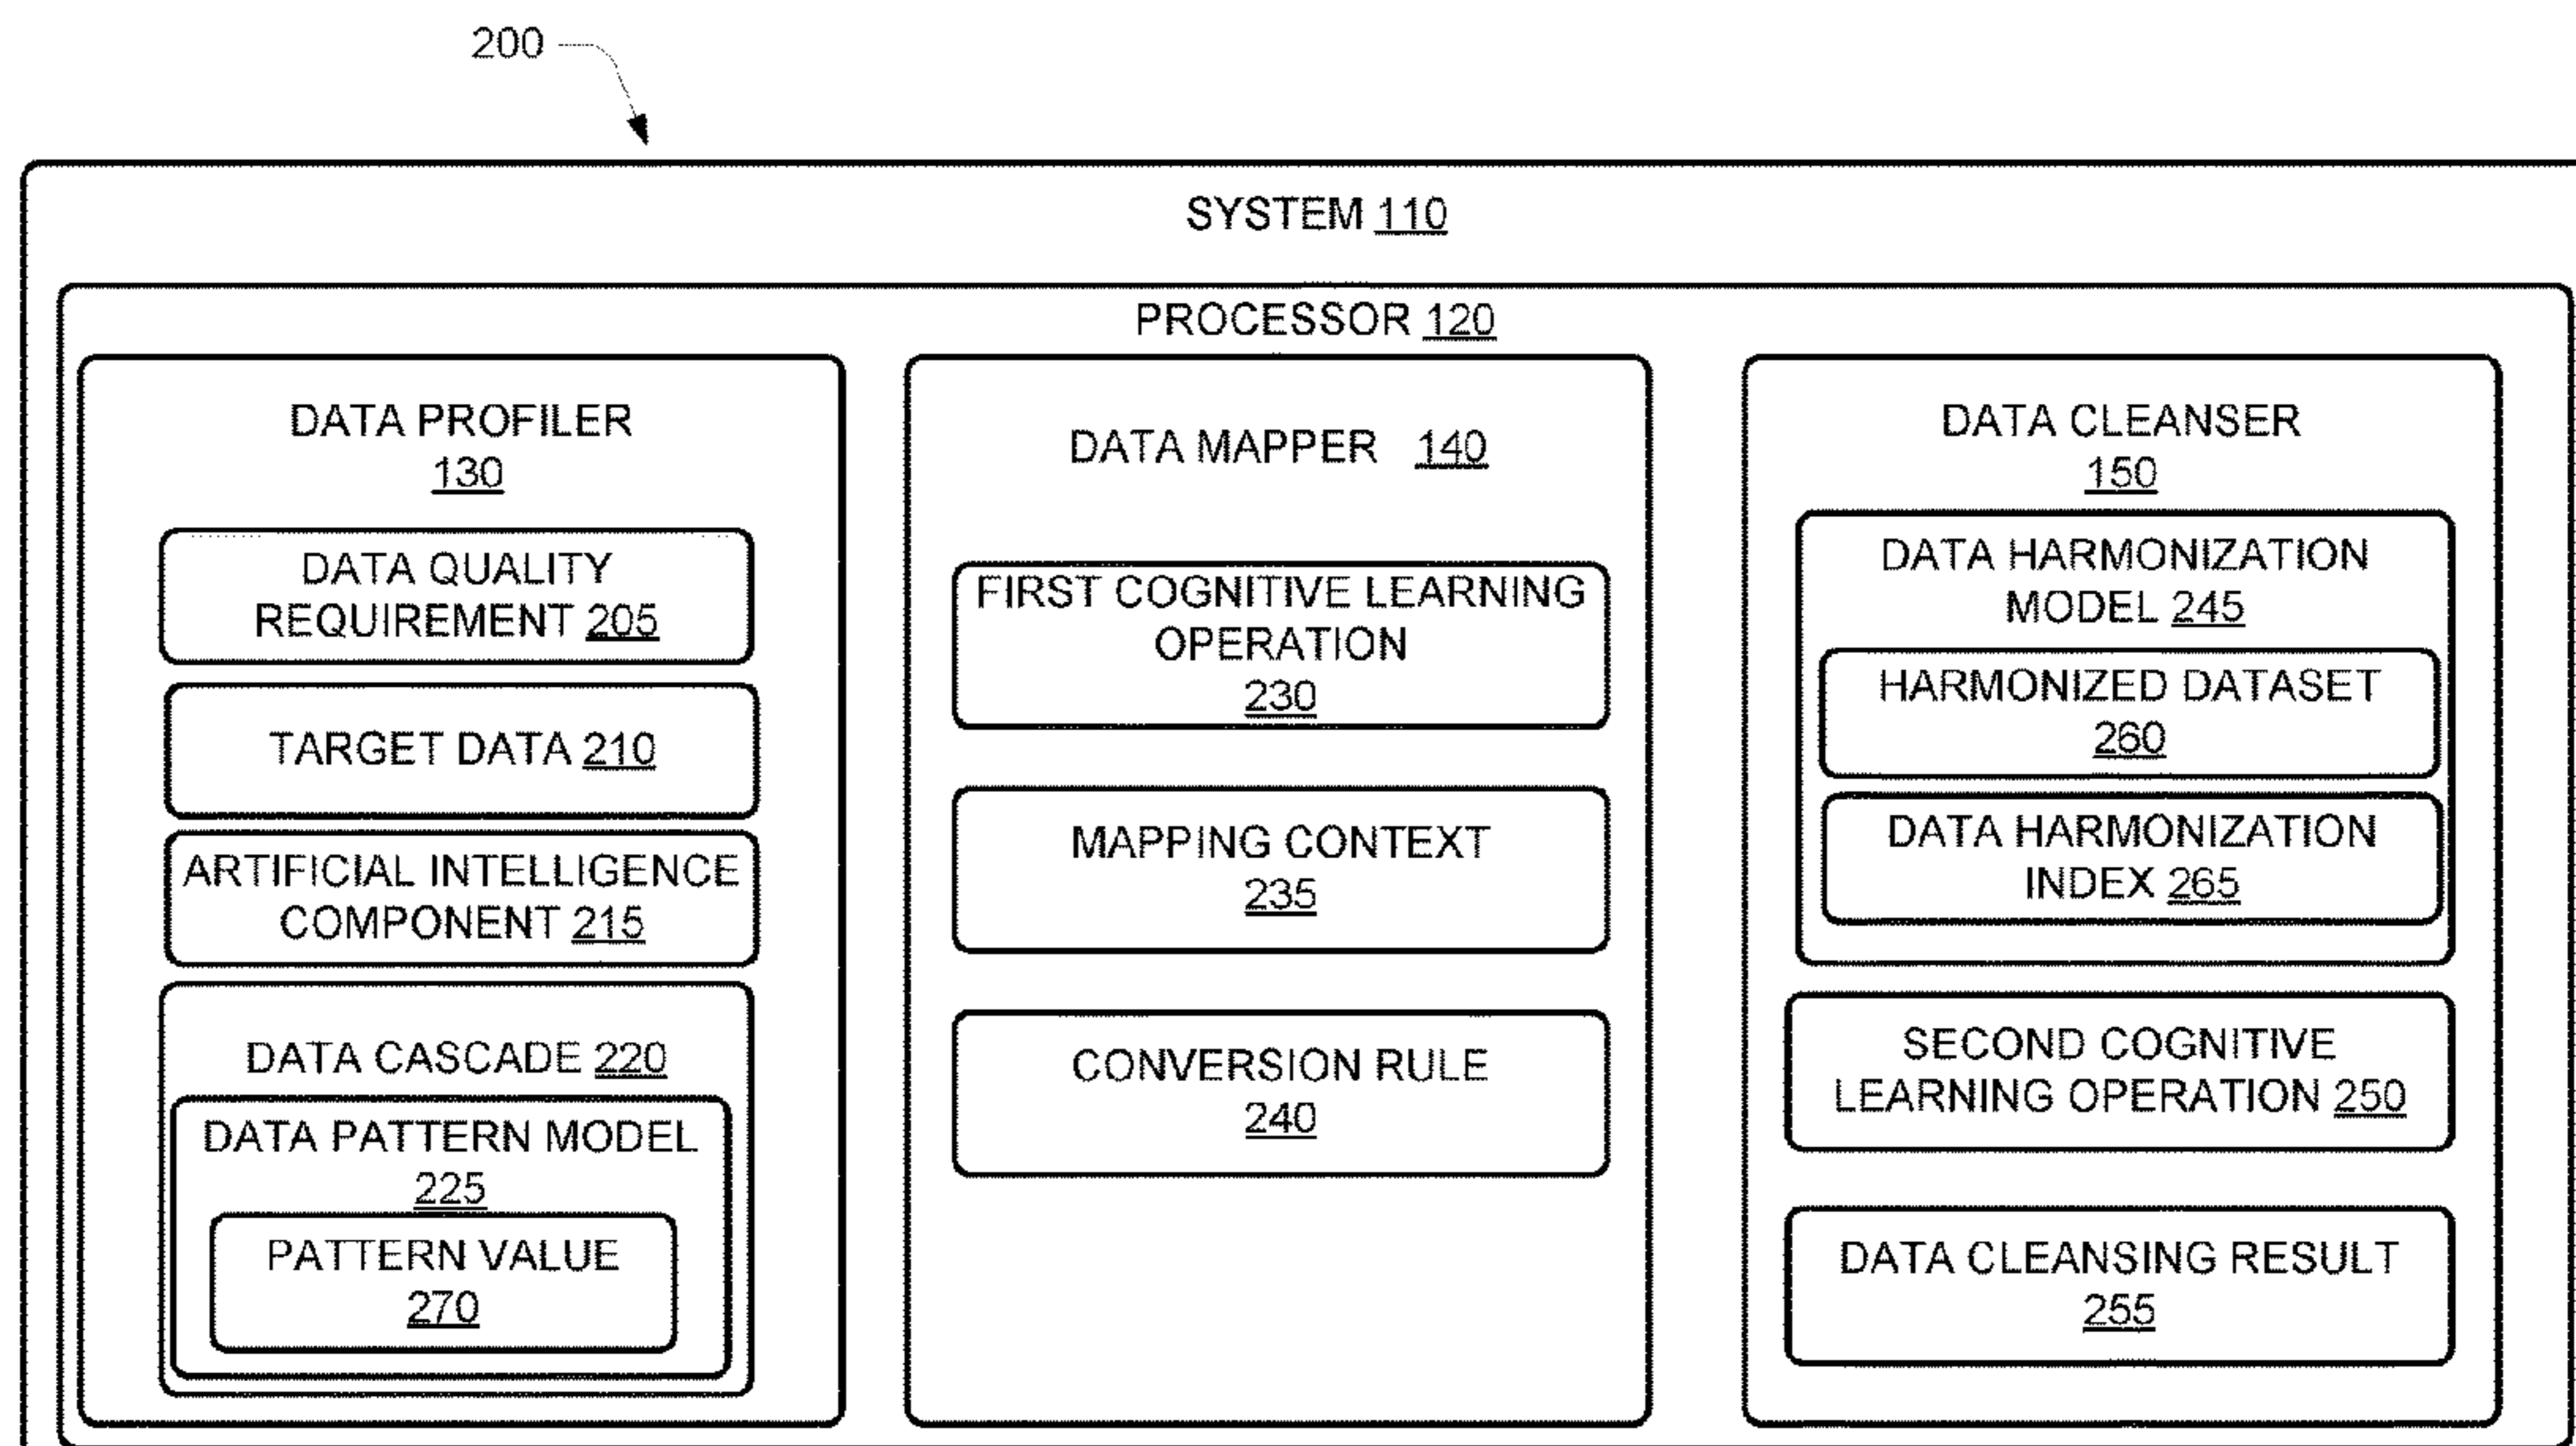 200
SYSTEM 110
PROCESSOR 120
DATA PROFILER
130
DATA QUALITY
REQUIREMENT 205
TARGET DATA 210
ARTIFICIAL INTELLIGENCE
COMPONENT 215
DATA CASCADE 220
DATA PATTERN MODEL
225
PATTERN VALUE
270
DATA MAPPER 140
FIRST COGNITIVE LEARNING
OPERATION
230
MAPPING CONTEXT
235
CONVERSION RULE
240
DATA CLEANSER
150
DATA HARMONIZATION
MODEL 245
HARMONIZED DATASET
260
DATA HARMONIZATION
INDEX 265
SECOND COGNITIVE
LEARNING OPERATION 250
DATA CLEANSING RESULT
255